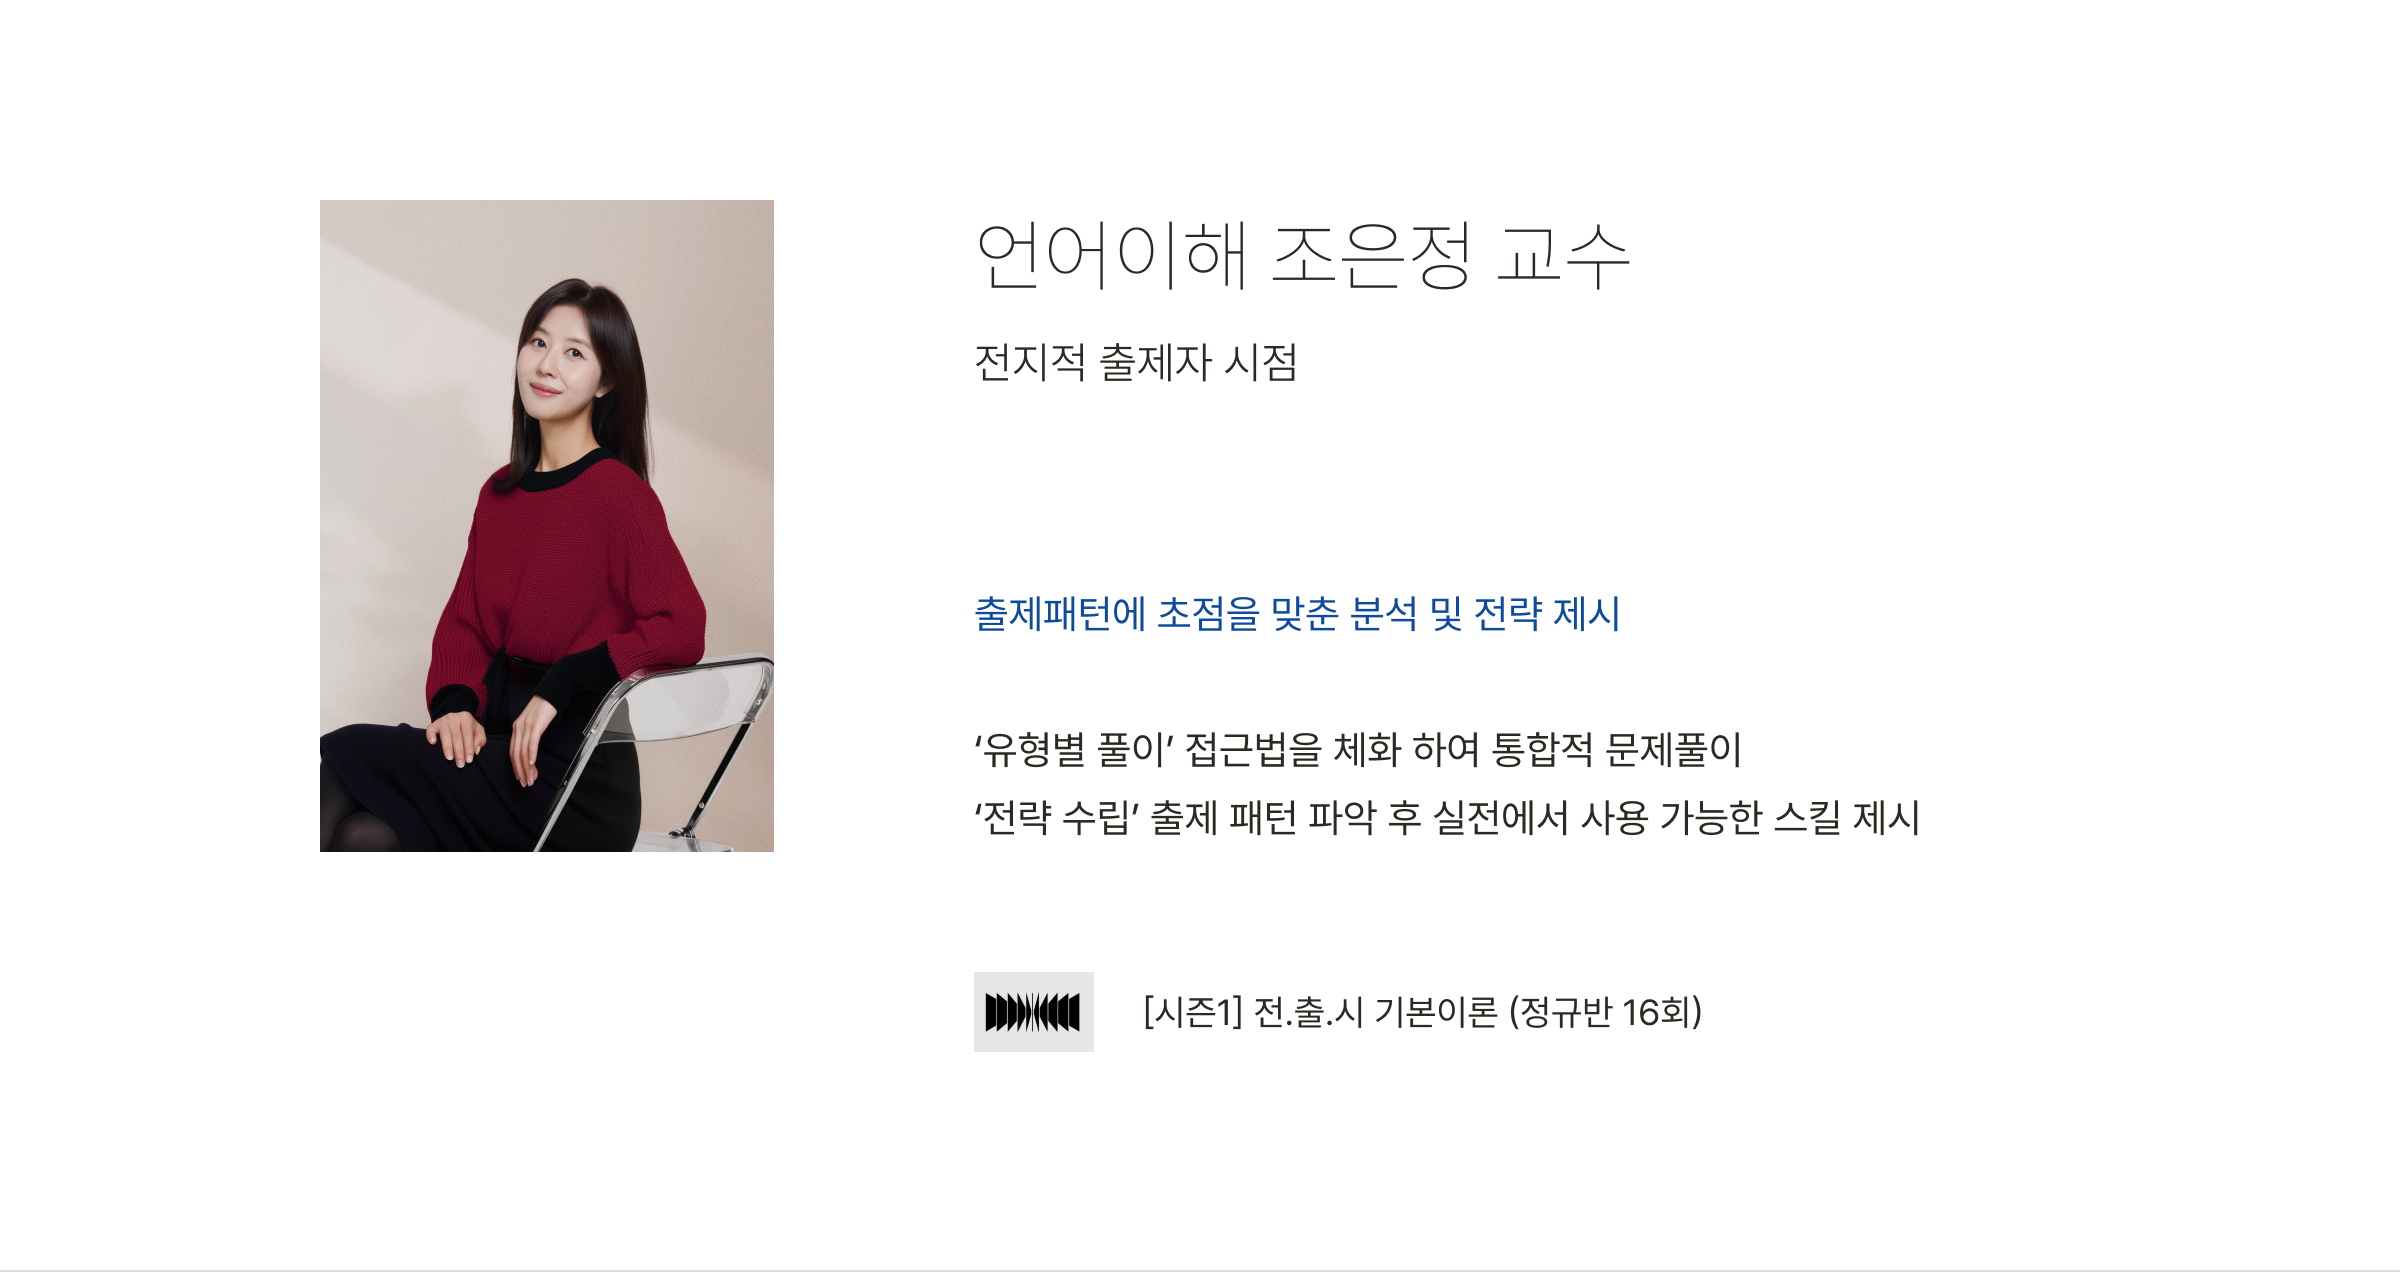 언어이해 조은정 교수
전지적 출제자 시점
출제패턴에 초점을 맞춘 분석 및 전략 제시
‘유형별 풀이’ 접근법을 체화 하여 통합적 문제풀이
‘전략 수립’ 출제 패턴 파악 후 실전에서 사용 가능한 스킬 제시
[시즌1] 전.출.시 기본이론 (정규반 16회)